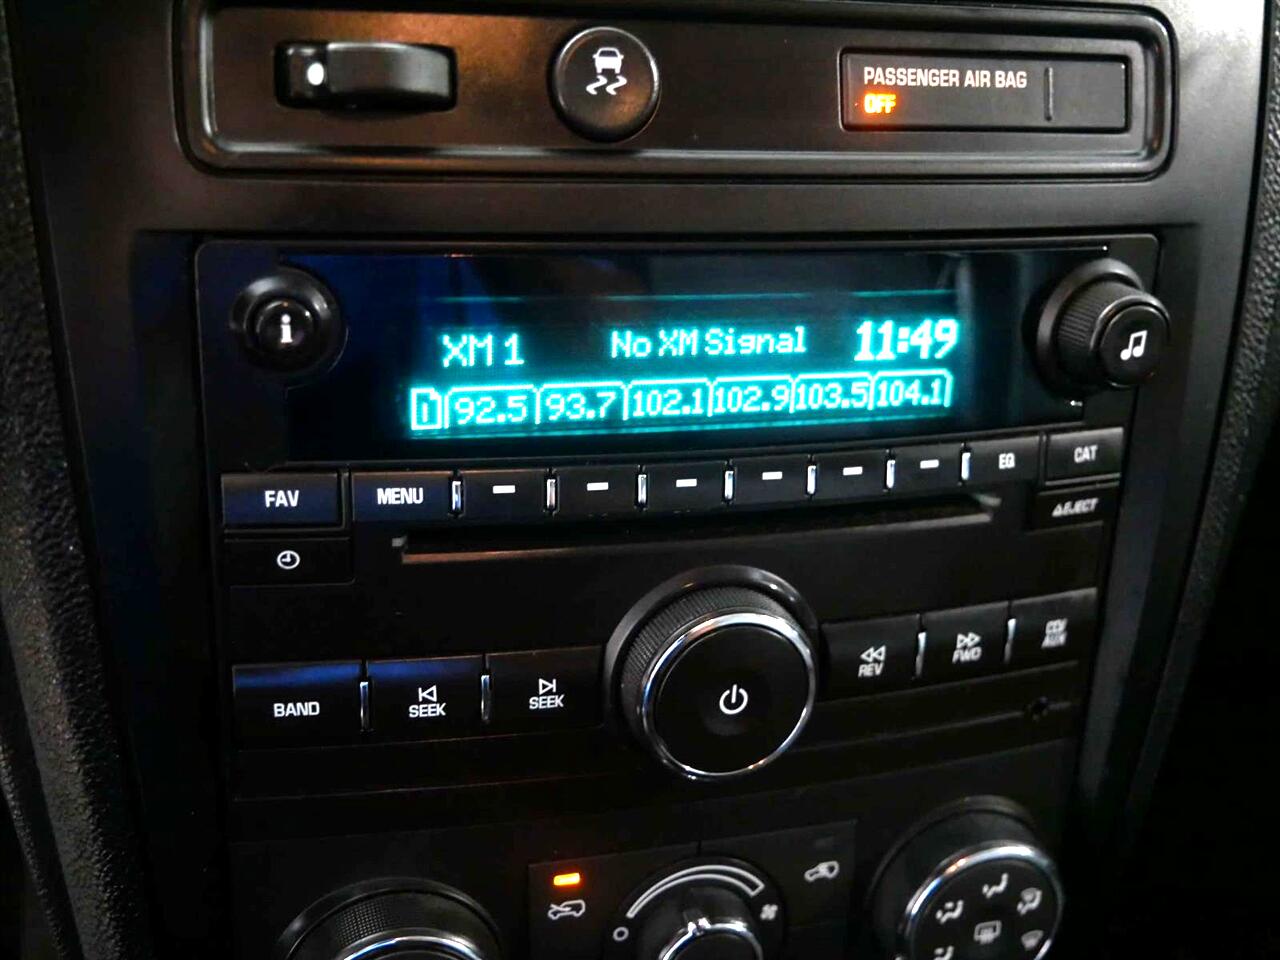 PASSENGER AIR BAG
OFF
i
XM 1 No XM Signal 11:49
1 92.5 93.7 102.1 102.9 103.5 104.1
FAV MENU EQ CAT
EJECT
BAND SEEK SEEK REV FWD CD/ AUX